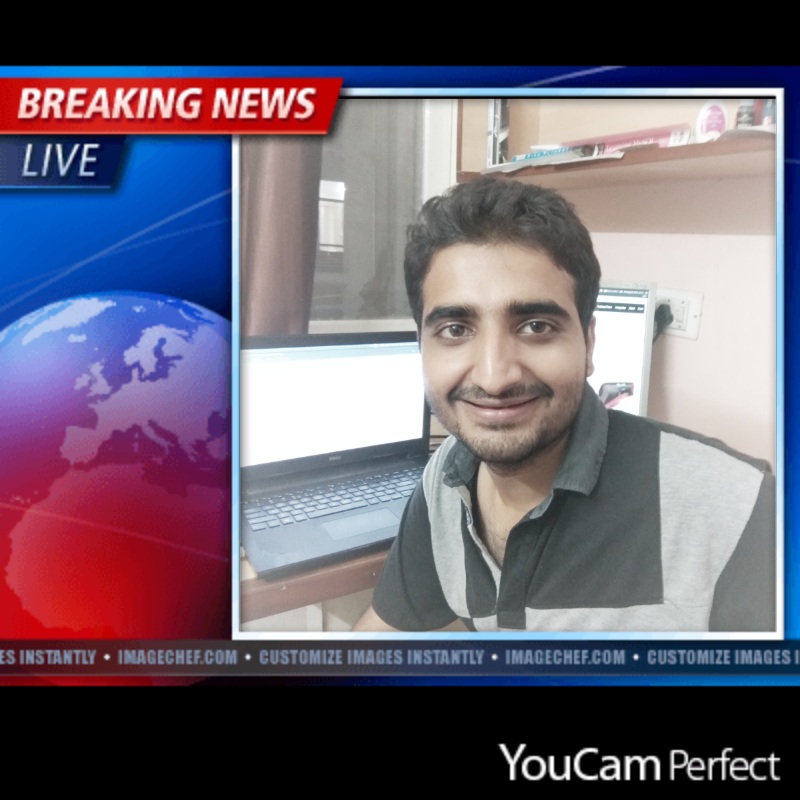 BREAKING NEWS
LIVE
ES INSTANTLY • IMAGECHEF.COM • CUSTOMIZE IMAGES INSTANTLY • IMAGECHEF.COM • CUSTOMIZE IMAGES I
YouCam Perfect